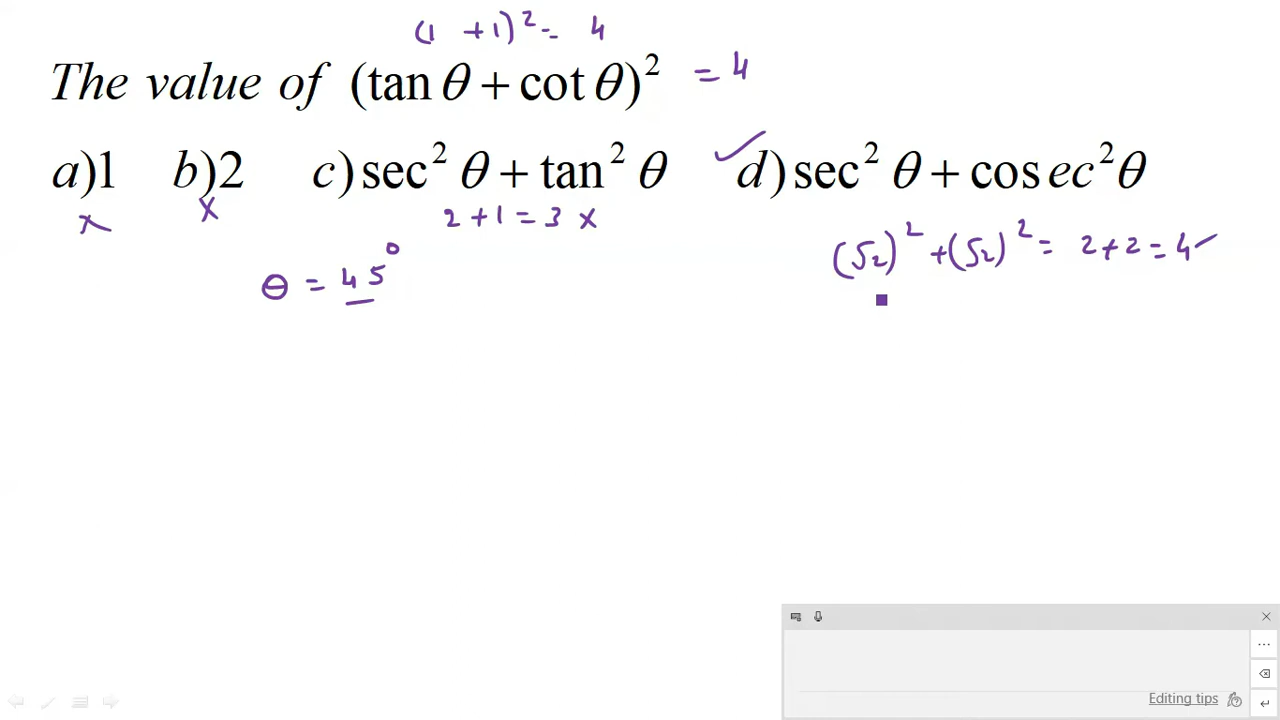 (1 +1)² = 4
The value of (tan θ + cot θ)² = 4
a)1 b)2 c)sec² θ + tan² θ ✓ d)sec² θ + cosec²θ
x x 2 + 1 = 3 x
(√2)² + (√2)² = 2 + 2 = 4 ✓
θ = 45°
Editing tips